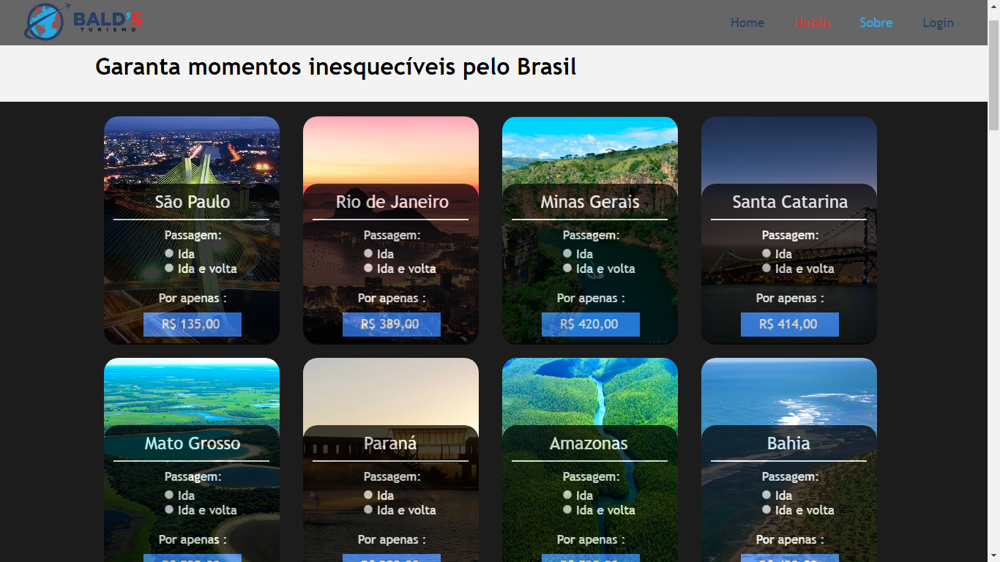 BALD'S
TURISMO
Home Hotéis Sobre Login
Garanta momentos inesquecíveis pelo Brasil
São Paulo
Passagem:
Ida
Ida e volta
Por apenas :
R$ 135,00
Rio de Janeiro
Passagem:
Ida
Ida e volta
Por apenas :
R$ 389,00
Minas Gerais
Passagem:
Ida
Ida e volta
Por apenas :
R$ 420,00
Santa Catarina
Passagem:
Ida
Ida e volta
Por apenas :
R$ 414,00
Mato Grosso
Passagem:
Ida
Ida e volta
Por apenas :
Paraná
Passagem:
Ida
Ida e volta
Por apenas :
Amazonas
Passagem:
Ida
Ida e volta
Por apenas :
Bahia
Passagem:
Ida
Ida e volta
Por apenas :